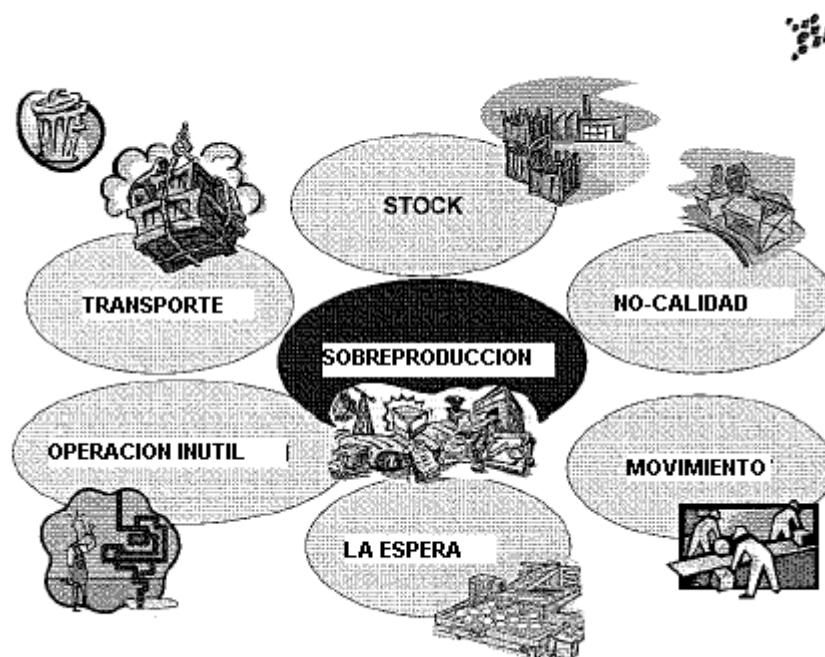 STOCK
TRANSPORTE
NO-CALIDAD
SOBREPRODUCCION
OPERACION INUTIL
MOVIMIENTO
LA ESPERA